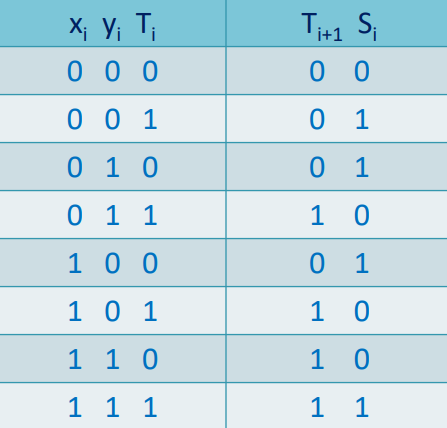 xi yi Ti Ti+1 Si
0 0 0 0 0
0 0 1 0 1
0 1 0 0 1
0 1 1 1 0
1 0 0 0 1
1 0 1 1 0
1 1 0 1 0
1 1 1 1 1